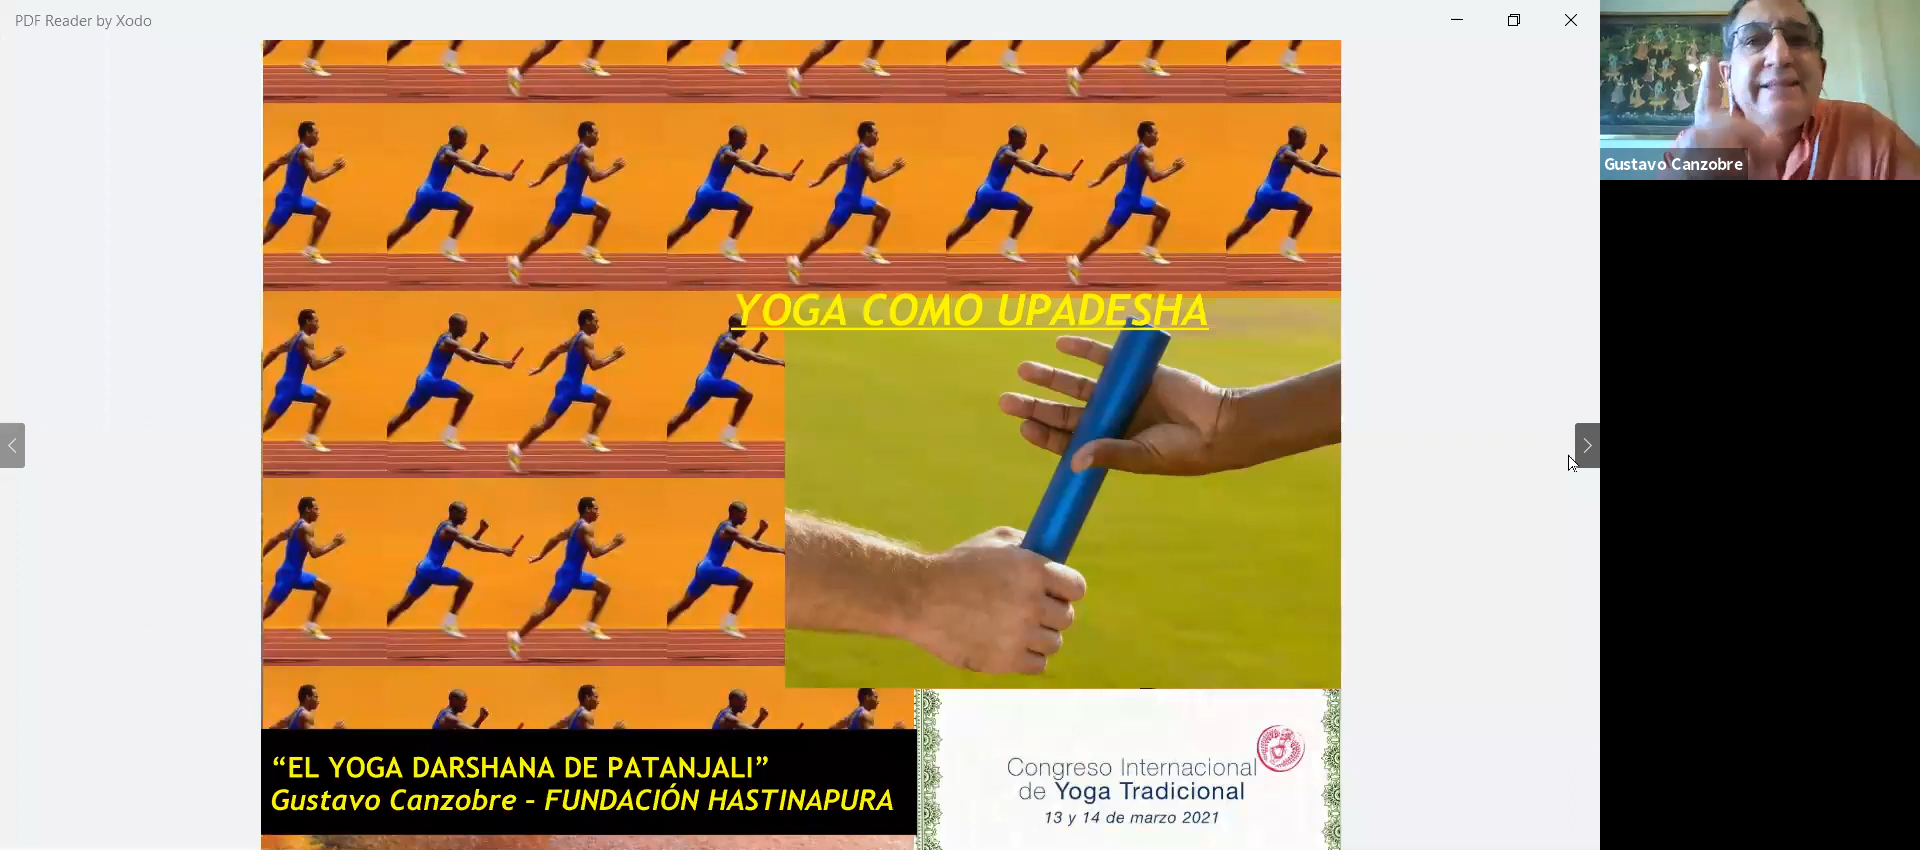 PDF Reader by Xodo
Gustavo Canzobre
YOGA COMO UPADESHA
“EL YOGA DARSHANA DE PATANJALI”
Gustavo Canzobre – FUNDACIÓN HASTINAPURA
Congreso Internacional
de Yoga Tradicional
13 y 14 de marzo 2021